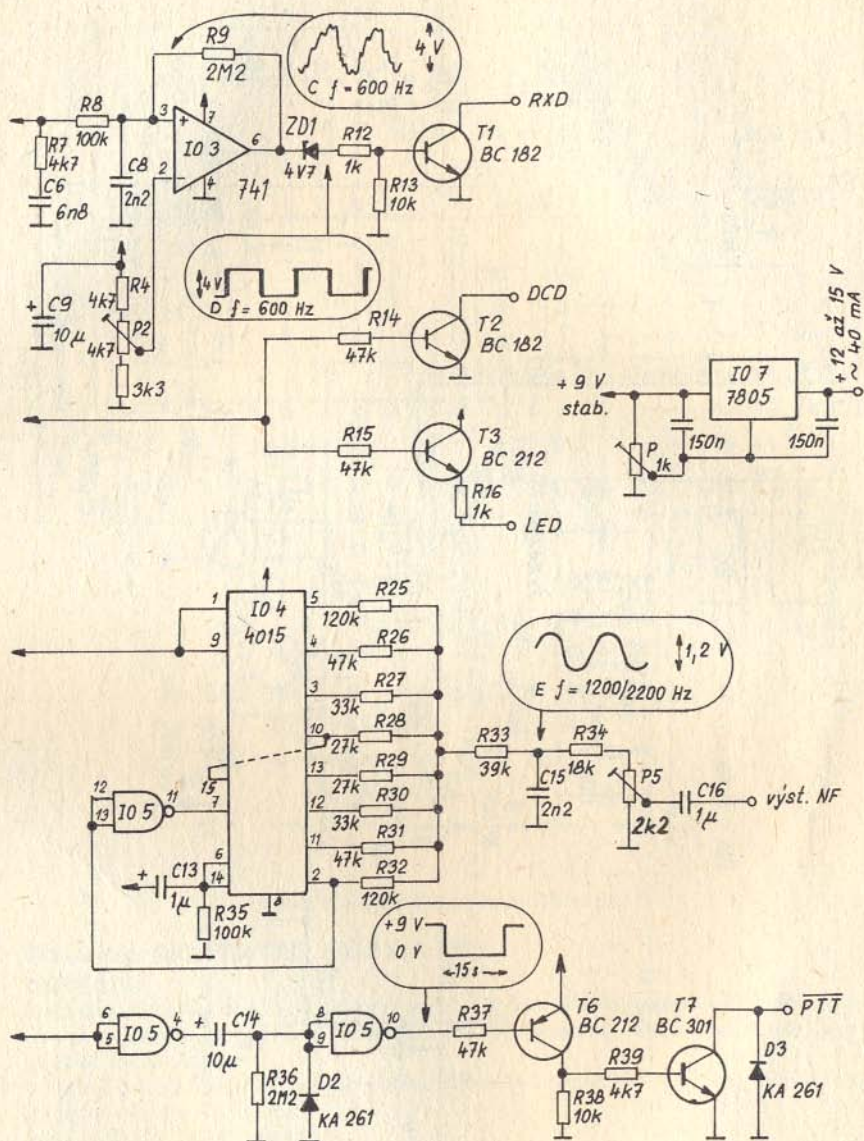 R9
2M2
4 V
C f = 600 Hz
R8
100k
3
+
7
IO 3
6
2
−
4
741
R7
4k7
C6
6n8
C8
2n2
ZD1
4V7
R12
1k
R13
10k
T1
BC 182
RXD
4V
D f = 600 Hz
R4
4k7
P2
4k7
3k3
+
C9
10µ
R14
47k
DCD
T2
BC 182
R15
47k
T3
BC 212
R16
1k
LED
+ 9 V
stab.
IO 7
7805
P
1k
150n
150n
+ 12 až 15 V
~ 40 mA
1
9
IO 4
4015
5
R25
120k
4
R26
47k
3
R27
33k
10
R28
27k
15
13
R29
27k
12
R30
33k
11
R31
47k
2
R32
120k
12
13
IO 5
11
7
6
14
8
+
C13
1µ
R35
100k
1,2 V
E f = 1200/2200 Hz
R33
39k
C15
2n2
R34
18k
P5
2k2
C16
1µ
výst. NF
+9 V
0 V
15s
6
5
IO 5
4
+
C14
10µ
R36
2M2
8
9
IO 5
10
D2
KA 261
R37
47k
T6
BC 212
R38
10k
R39
4k7
T7
BC 301
D3
KA 261
PTT